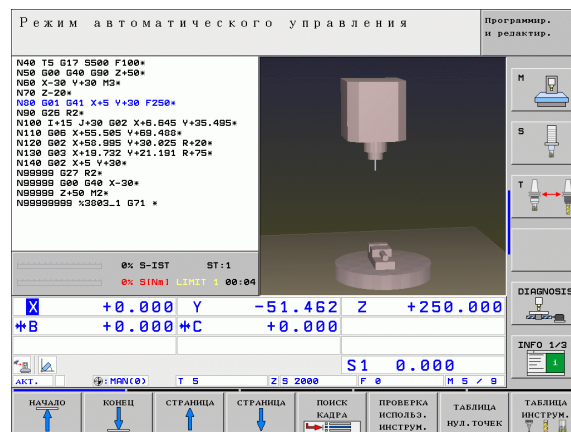 Режим автоматического управления
Программир.
и редактир.
N40 T5 G17 S500 F100*
N50 G00 G40 G90 Z+50*
N60 X-30 Y+30 M3*
N70 Z-20*
N80 G01 G41 X+5 Y+30 F250*
N90 G26 R2*
N100 I+15 J+30 G02 X+6.645 Y+35.495*
N110 G06 X+55.505 Y+69.488*
N120 G02 X+58.995 Y+30.025 R+20*
N130 G03 X+19.732 Y+21.191 R+75*
N140 G02 X+5 Y+30*
N99999 G27 R2*
N99999 G00 G40 X-30*
N99999 Z+50 M2*
N99999999 %3803_1 G71 *
M
S
T
DIAGNOSIS
INFO 1/3
0% S-IST ST:1
0% S[Nm] LIMIT 1 00:04
X +0.000 Y -51.462 Z +250.000
B +0.000 C +0.000
S1 0.000
АКТ. : MAN(0) T 5 Z S 2000 F 0 M 5 / 9
НАЧАЛО
КОНЕЦ
СТРАНИЦА
СТРАНИЦА
ПОИСК
КАДРА
ПРОВЕРКА
ИСПОЛЬЗ.
ИНСТРУМ.
ТАБЛИЦА
НУЛ.ТОЧЕК
ТАБЛИЦА
ИНСТРУМ.